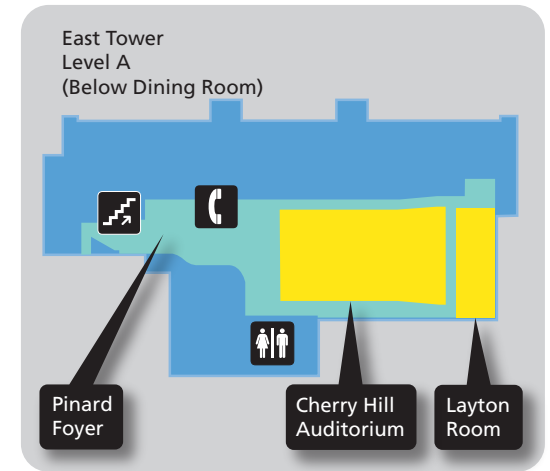 East Tower
Level A
(Below Dining Room)
Pinard
Foyer
Cherry Hill
Auditorium
Layton
Room